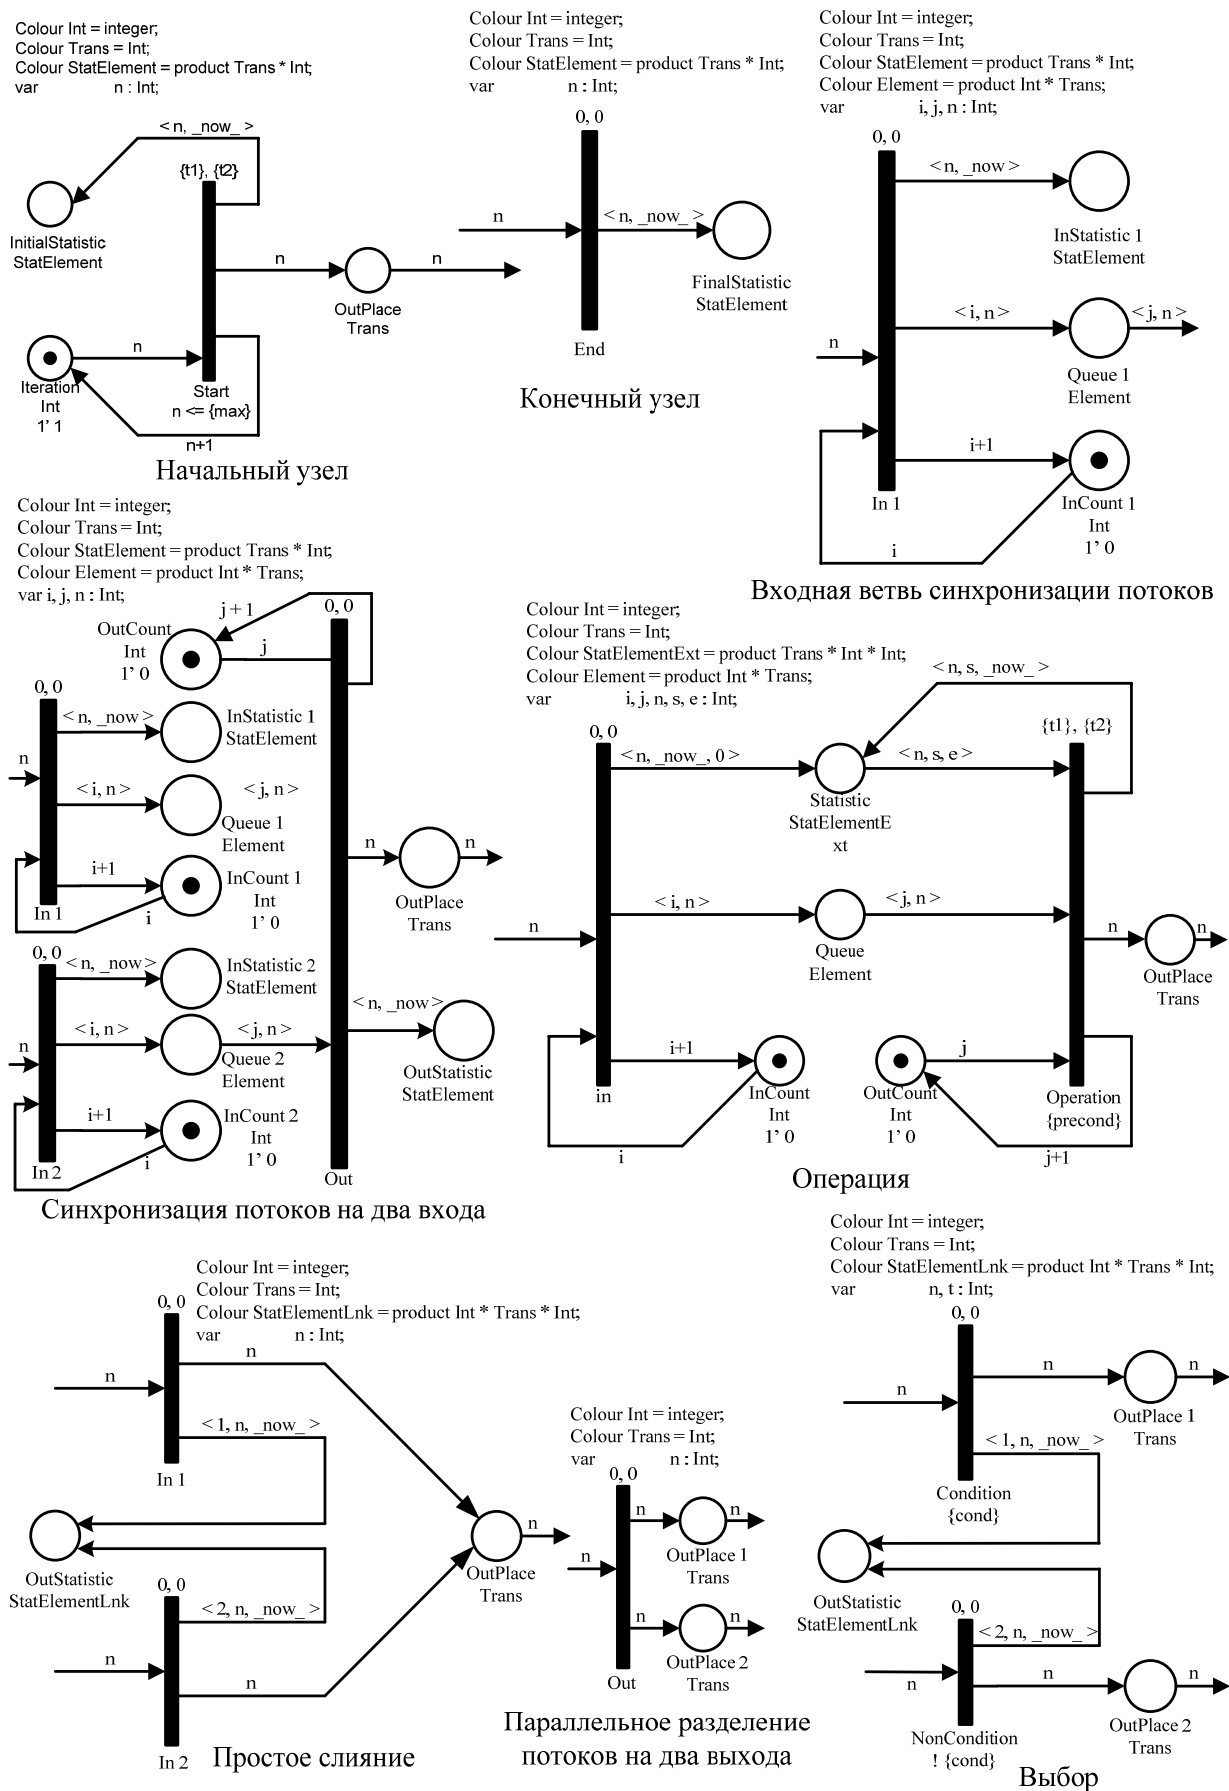 Colour Int = integer;
Colour Trans = Int;
Colour StatElement = product Trans * Int;
var n : Int;
< n, _now_ >
{t1}, {t2}
InitialStatistic
StatElement
n
n
OutPlace
Trans
n
Iteration
Int
1’ 1
Start
n <= {max}
n+1
Начальный узел
Colour Int = integer;
Colour Trans = Int;
Colour StatElement = product Trans * Int;
var n : Int;
0, 0
n
< n, _now_ >
FinalStatistic
StatElement
End
Конечный узел
Colour Int = integer;
Colour Trans = Int;
Colour StatElement = product Trans * Int;
Colour Element = product Int * Trans;
var i, j, n : Int;
0, 0
< n, _now >
InStatistic 1
StatElement
< i, n >
< j, n >
n
Queue 1
Element
i+1
In 1
InCount 1
Int
1’ 0
i
Входная ветвь синхронизации потоков
Colour Int = integer;
Colour Trans = Int;
Colour StatElement = product Trans * Int;
Colour Element = product Int * Trans;
var i, j, n : Int;
j + 1
0, 0
OutCount
Int
1’ 0
j
0, 0
< n, _now >
InStatistic 1
StatElement
n
< i, n >
< j, n >
Queue 1
Element
i+1
InCount 1
Int
1’ 0
In 1
i
n
n
OutPlace
Trans
0, 0
< n, _now >
InStatistic 2
StatElement
< n, _now >
n
< i, n >
< j, n >
Queue 2
Element
OutStatistic
StatElement
i+1
InCount 2
Int
1’ 0
In 2
i
Out
Синхронизация потоков на два входа
Colour Int = integer;
Colour Trans = Int;
Colour StatElementExt = product Trans * Int * Int;
Colour Element = product Int * Trans;
var i, j, n, s, e : Int;
< n, s, _now_ >
0, 0
{t1}, {t2}
< n, _now_, 0 >
< n, s, e >
Statistic
StatElementE
xt
< i, n >
< j, n >
n
Queue
Element
n
n
OutPlace
Trans
i+1
j
in
InCount
Int
1’ 0
OutCount
Int
1’ 0
Operation
{precond}
i
j+1
Операция
Colour Int = integer;
Colour Trans = Int;
Colour StatElementLnk = product Int * Trans * Int;
var n : Int;
0, 0
n
n
< 1, n, _now_ >
In 1
n
OutPlace
Trans
OutStatistic
StatElementLnk
0, 0
< 2, n, _now_ >
n
n
In 2
Простое слияние
Colour Int = integer;
Colour Trans = Int;
var n : Int;
0, 0
n
n
n
OutPlace 1
Trans
n
n
OutPlace 2
Trans
Out
Параллельное разделение
потоков на два выхода
Colour Int = integer;
Colour Trans = Int;
Colour StatElementLnk = product Int * Trans * Int;
var n, t : Int;
0, 0
n
n
n
OutPlace 1
Trans
< 1, n, _now_ >
Condition
{cond}
OutStatistic
StatElementLnk
0, 0
< 2, n, _now_ >
n
n
n
OutPlace 2
Trans
NonCondition
! {cond}
Выбор